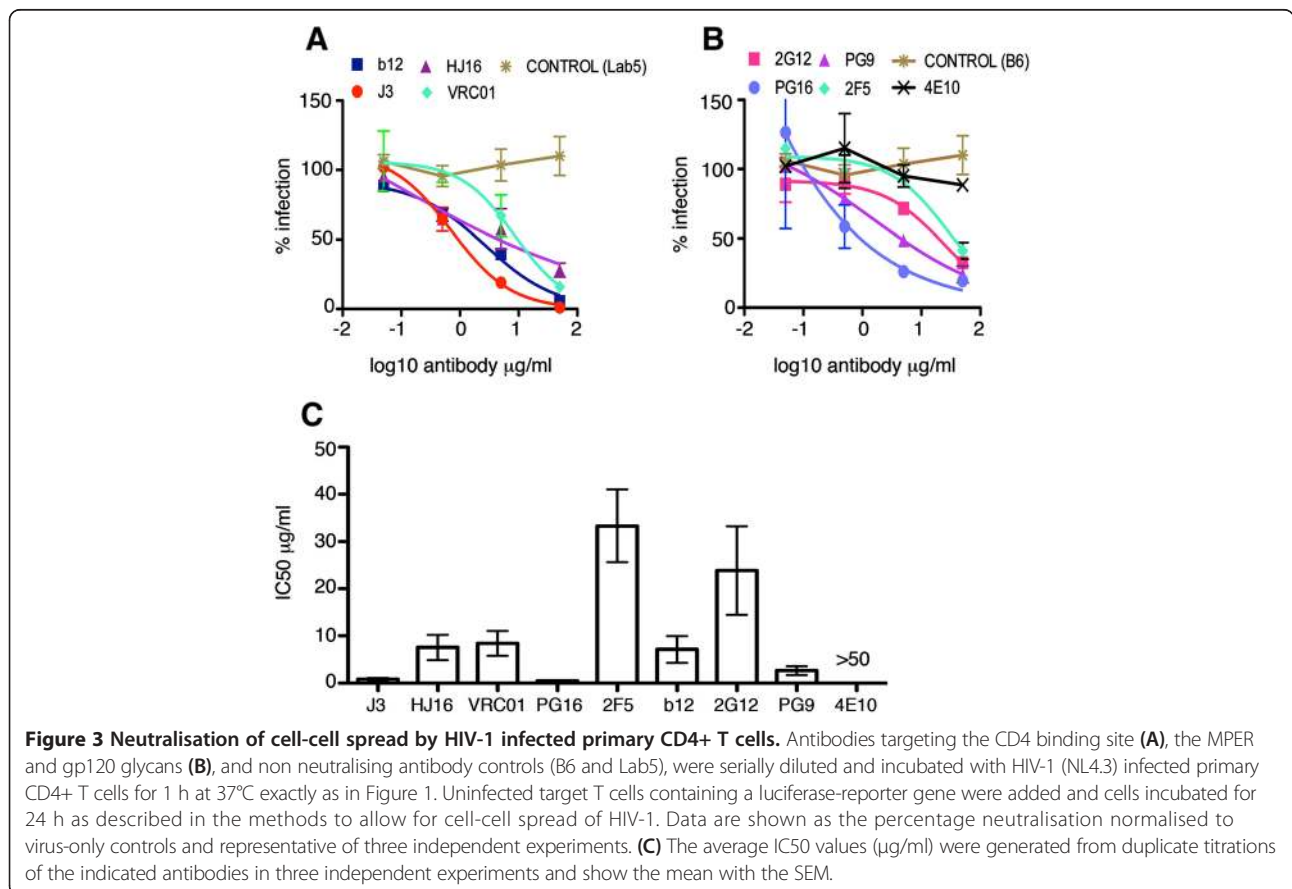 A
B
b12 HJ16 CONTROL (Lab5)
J3 VRC01
2G12 PG9 CONTROL (B6)
PG16 2F5 4E10
150
100
50
0
% infection
-2 -1 0 1 2
log10 antibody µg/ml
150
100
50
0
% infection
-2 -1 0 1 2
log10 antibody µg/ml
C
50
40
30
20
10
0
IC50 µg/ml
>50
J3 HJ16 VRC01 PG16 2F5 b12 2G12 PG9 4E10
Figure 3 Neutralisation of cell-cell spread by HIV-1 infected primary CD4+ T cells. Antibodies targeting the CD4 binding site (A), the MPER
and gp120 glycans (B), and non neutralising antibody controls (B6 and Lab5), were serially diluted and incubated with HIV-1 (NL4.3) infected primary
CD4+ T cells for 1 h at 37°C exactly as in Figure 1. Uninfected target T cells containing a luciferase-reporter gene were added and cells incubated for
24 h as described in the methods to allow for cell-cell spread of HIV-1. Data are shown as the percentage neutralisation normalised to
virus-only controls and representative of three independent experiments. (C) The average IC50 values (µg/ml) were generated from duplicate titrations
of the indicated antibodies in three independent experiments and show the mean with the SEM.